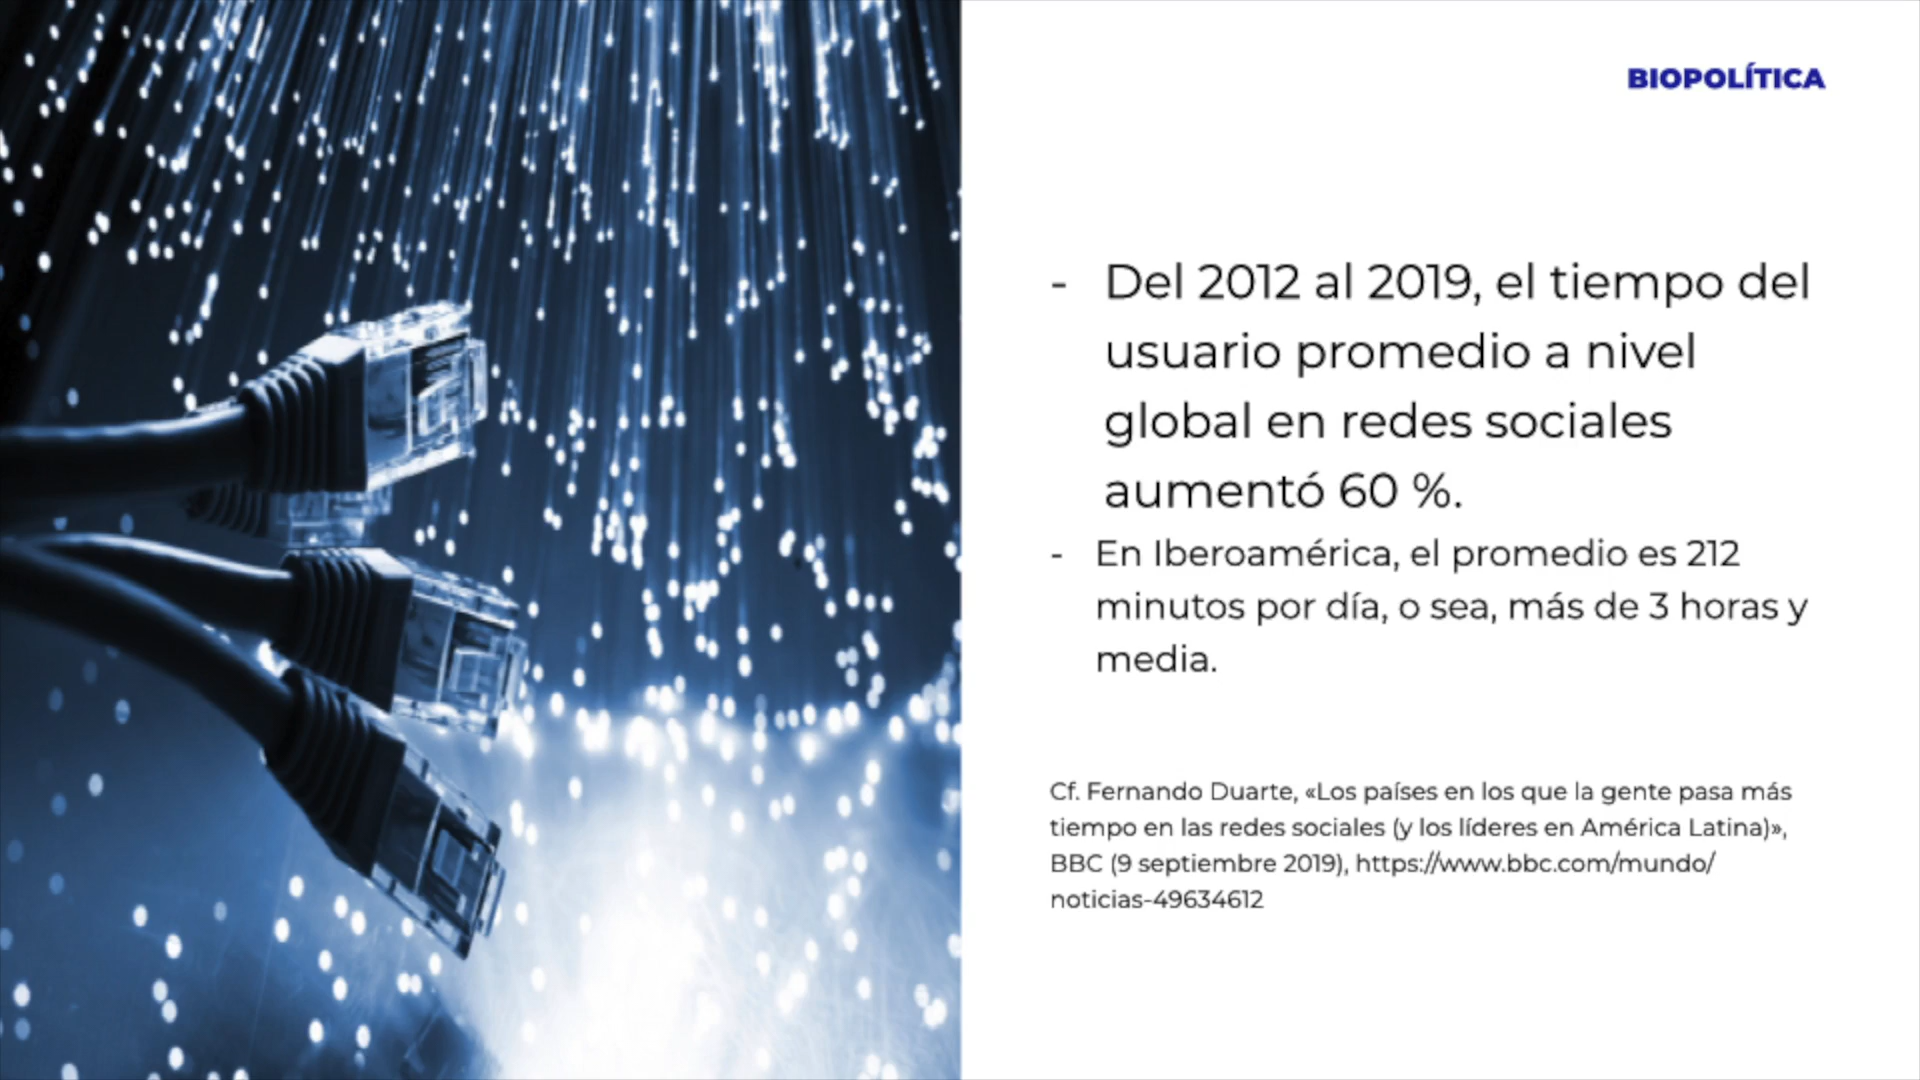 BIOPOLÍTICA
- Del 2012 al 2019, el tiempo del
usuario promedio a nivel
global en redes sociales
aumentó 60 %.
- En Iberoamérica, el promedio es 212
minutos por día, o sea, más de 3 horas y
media.
Cf. Fernando Duarte, «Los países en los que la gente pasa más
tiempo en las redes sociales (y los líderes en América Latina)»,
BBC (9 septiembre 2019), https://www.bbc.com/mundo/
noticias-49634612